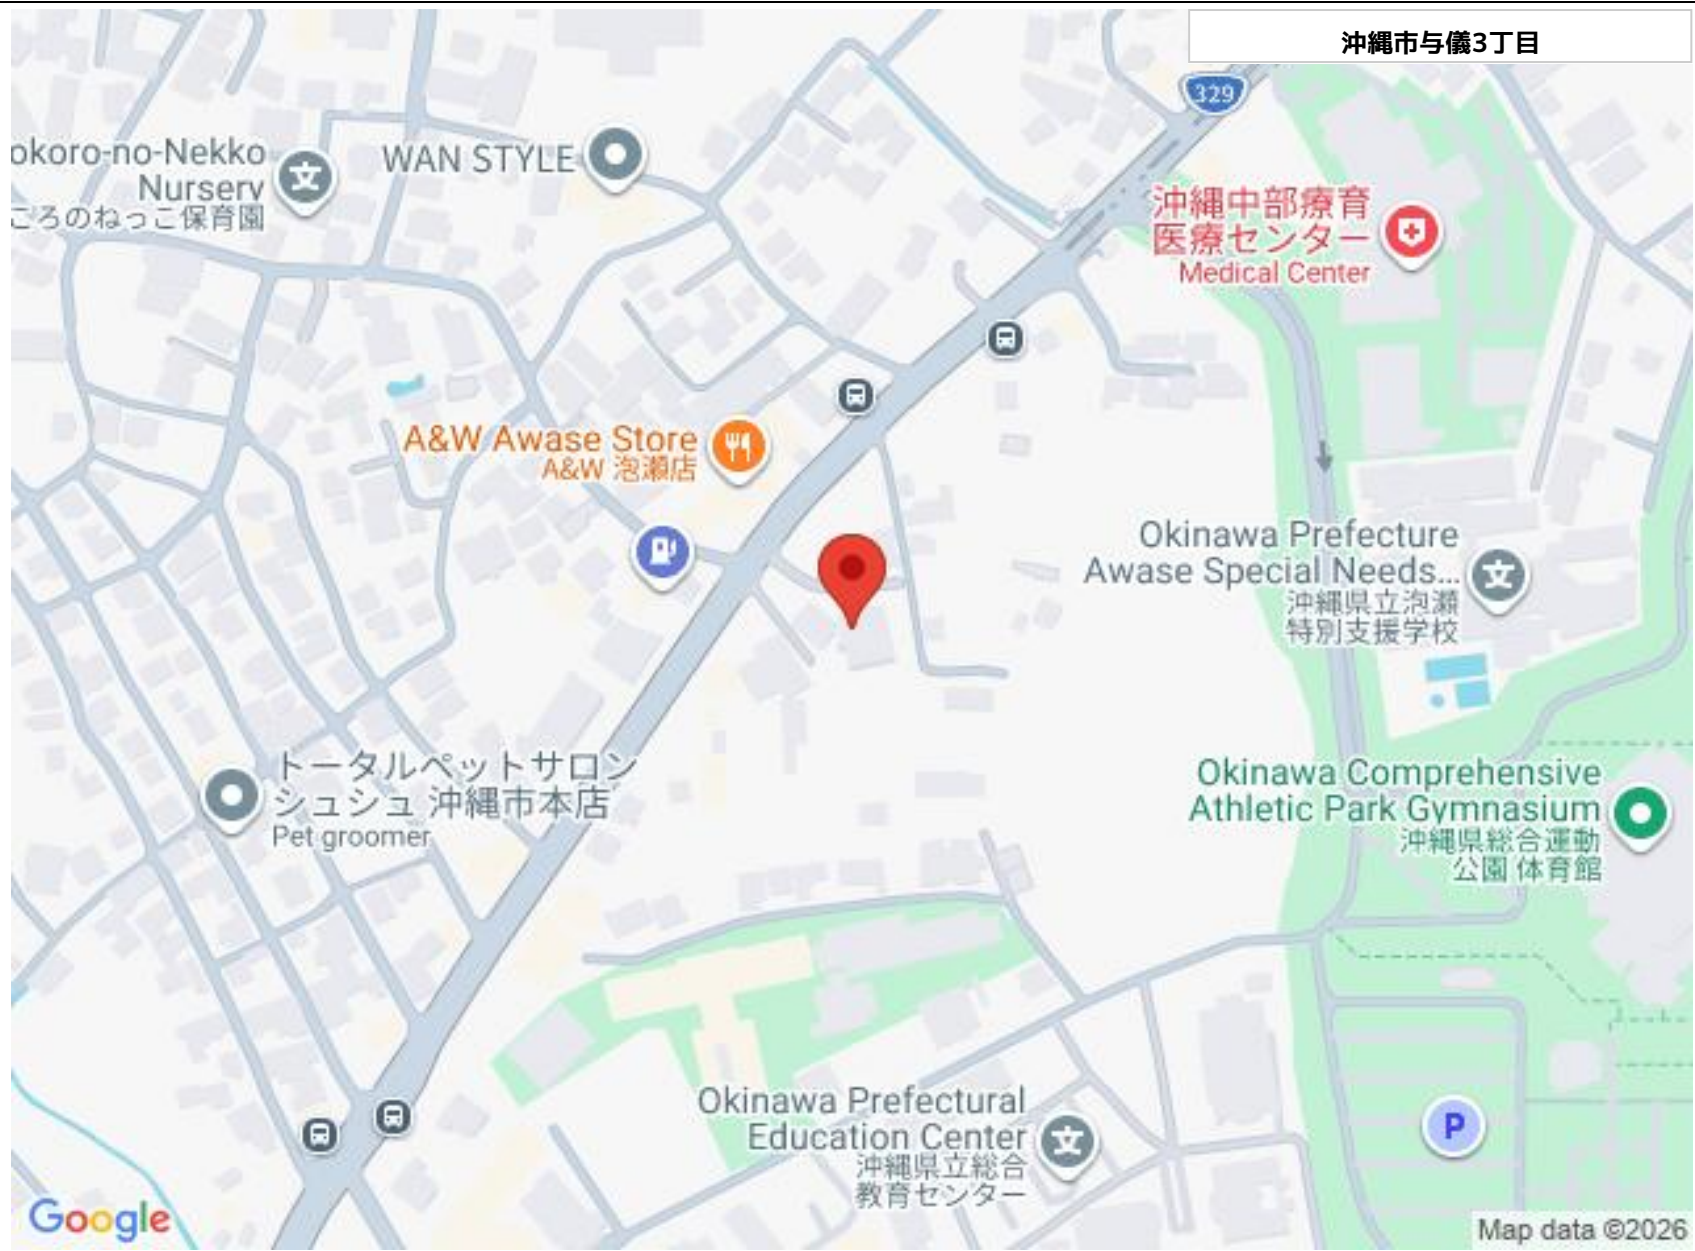 沖縄市与儀3丁目
329
okoro-no-Nekko
Nursery
ころのねっこ保育園
WAN STYLE
沖縄中部療育
医療センター
Medical Center
A&W Awase Store
A&W 泡瀬店
Okinawa Prefecture
Awase Special Needs...
沖縄県立泡瀬
特別支援学校
トータルペットサロン
シュシュ 沖縄市本店
Pet groomer
Okinawa Comprehensive
Athletic Park Gymnasium
沖縄県総合運動
公園 体育館
Okinawa Prefectural
Education Center
沖縄県立総合
教育センター
P
Google
Map data ©2026